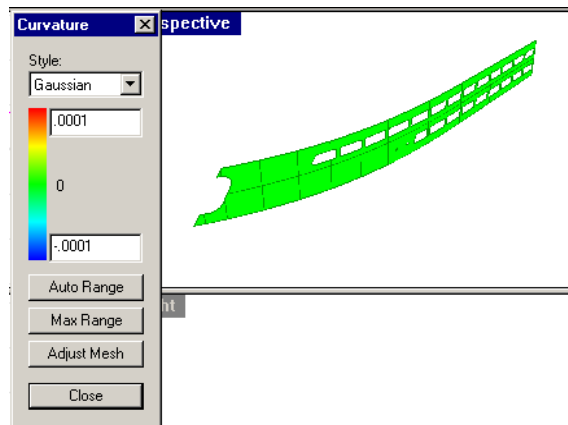 Curvature
spective
Style:
Gaussian
.0001
0
-.0001
Auto Range
Max Range
Adjust Mesh
Close
ht